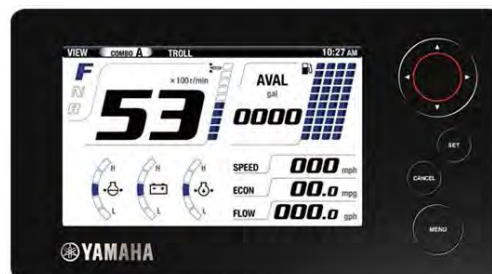 VIEW COMBO A TROLL 10:27 AM
F
N
R
×100r/min
53
AVAL
gal
0000
H H H
L L L
SPEED 000 mph
ECON 00.0 mpg
FLOW 000.0 gph
SET
CANCEL
MENU
YAMAHA